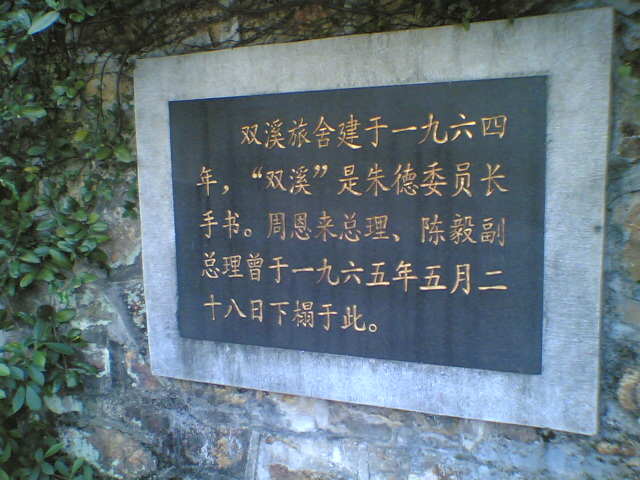 双溪旅舍建于一九六四
年，“双溪”是朱德委员长
手书。周恩来总理、陈毅副
总理曾于一九六五年五月二
十八日下榻于此。